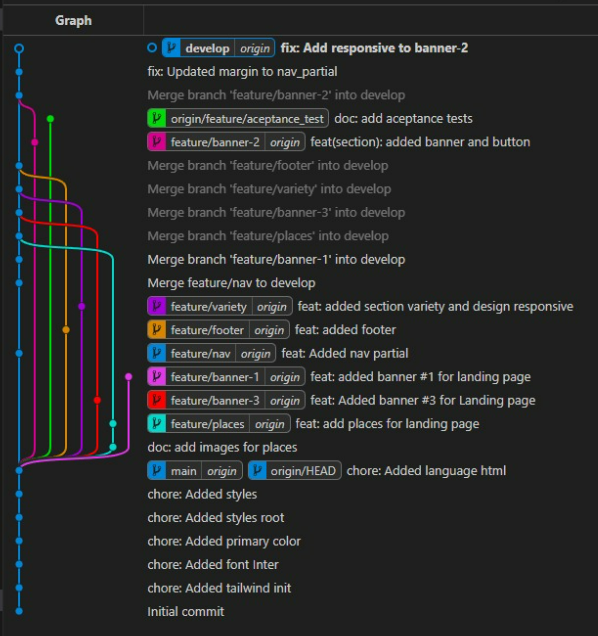 Graph
develop origin fix: Add responsive to banner-2
fix: Updated margin to nav_partial
Merge branch 'feature/banner-2' into develop
origin/feature/aceptance_test doc: add aceptance tests
feature/banner-2 origin feat(section): added banner and button
Merge branch 'feature/footer' into develop
Merge branch 'feature/variety' into develop
Merge branch 'feature/banner-3' into develop
Merge branch 'feature/places' into develop
Merge branch 'feature/banner-1' into develop
Merge feature/nav to develop
feature/variety origin feat: added section variety and design responsive
feature/footer origin feat: added footer
feature/nav origin feat: Added nav partial
feature/banner-1 origin feat: added banner #1 for landing page
feature/banner-3 origin feat: Added banner #3 for Landing page
feature/places origin feat: add places for landing page
doc: add images for places
main origin origin/HEAD chore: Added language html
chore: Added styles
chore: Added styles root
chore: Added primary color
chore: Added font Inter
chore: Added tailwind init
Initial commit